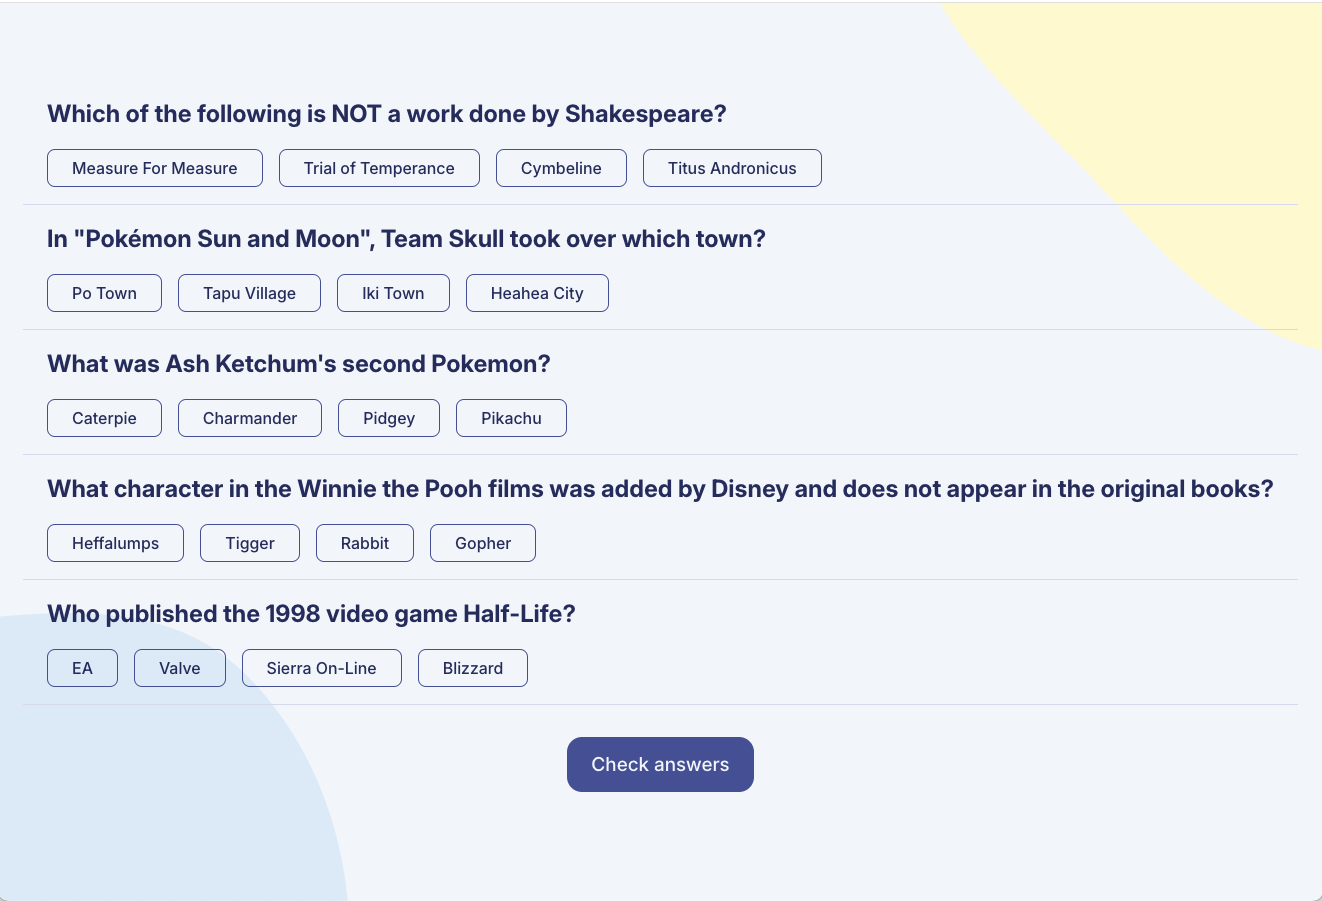 Which of the following is NOT a work done by Shakespeare?
Measure For Measure Trial of Temperance Cymbeline Titus Andronicus
In "Pokémon Sun and Moon", Team Skull took over which town?
Po Town Tapu Village Iki Town Heahea City
What was Ash Ketchum's second Pokemon?
Caterpie Charmander Pidgey Pikachu
What character in the Winnie the Pooh films was added by Disney and does not appear in the original books?
Heffalumps Tigger Rabbit Gopher
Who published the 1998 video game Half-Life?
EA Valve Sierra On-Line Blizzard
Check answers